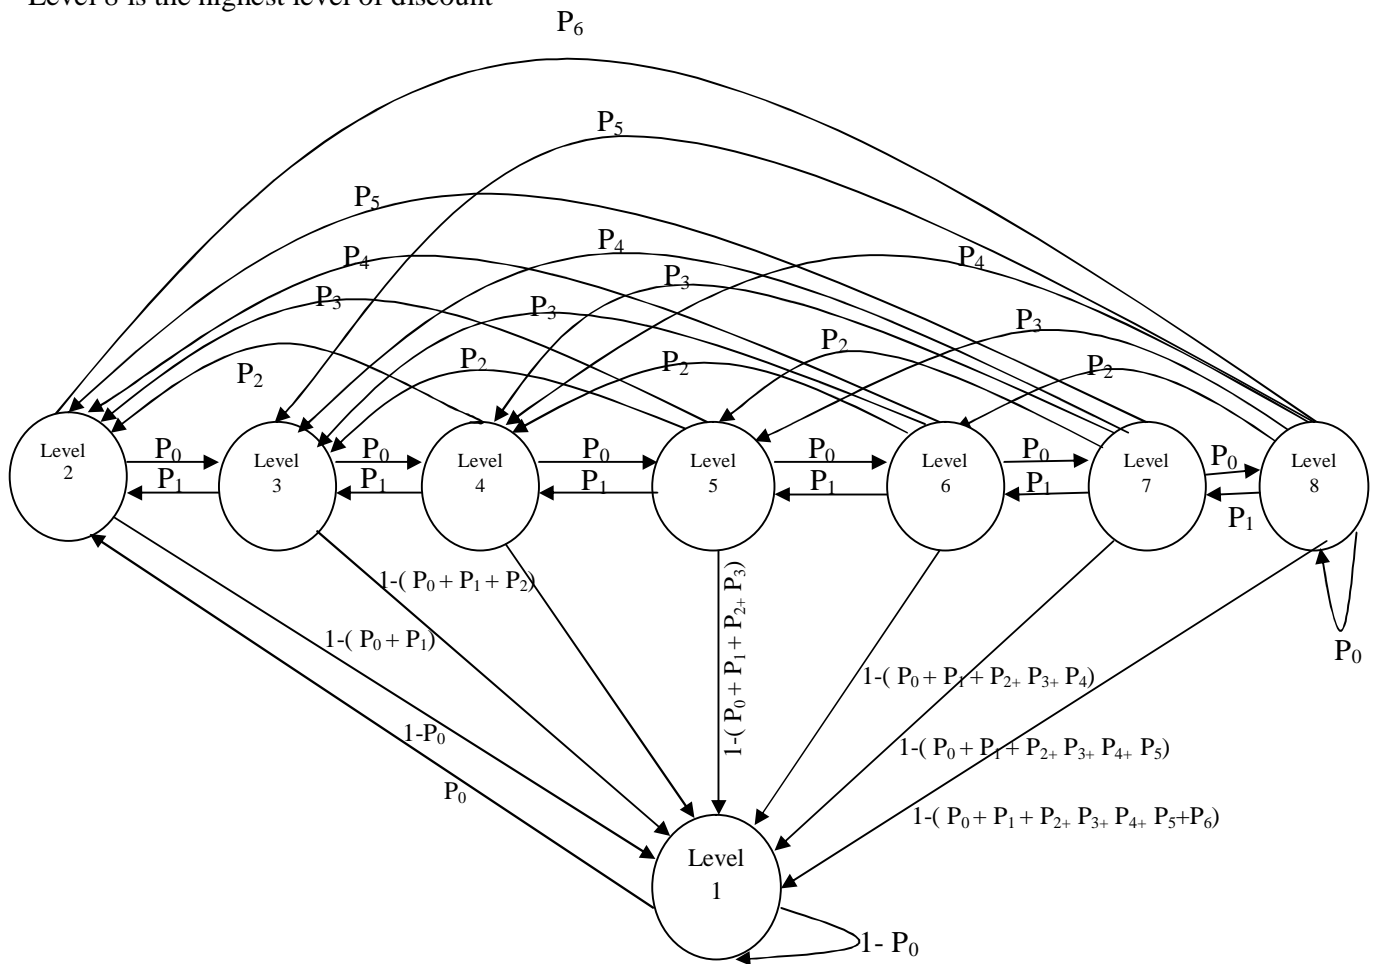 Level 8 is the highest level of discount
P6
P5
P5
P4
P4
P4
P3
P3
P3
P3
P2
P2
P2
P2
P2
Level
2
P0
P1
Level
3
P0
P1
Level
4
P0
P1
Level
5
P0
P1
Level
6
P0
P1
Level
7
P0
P1
Level
8
P0
1-( P0 + P1 + P2)
1-( P0 + P1)
1-( P0 + P1 + P2+ P3)
1-( P0 + P1 + P2+ P3+ P4)
1-P0
1-( P0 + P1 + P2+ P3+ P4+ P5)
P0
1-( P0 + P1 + P2+ P3+ P4+ P5+P6)
Level
1
1- P0